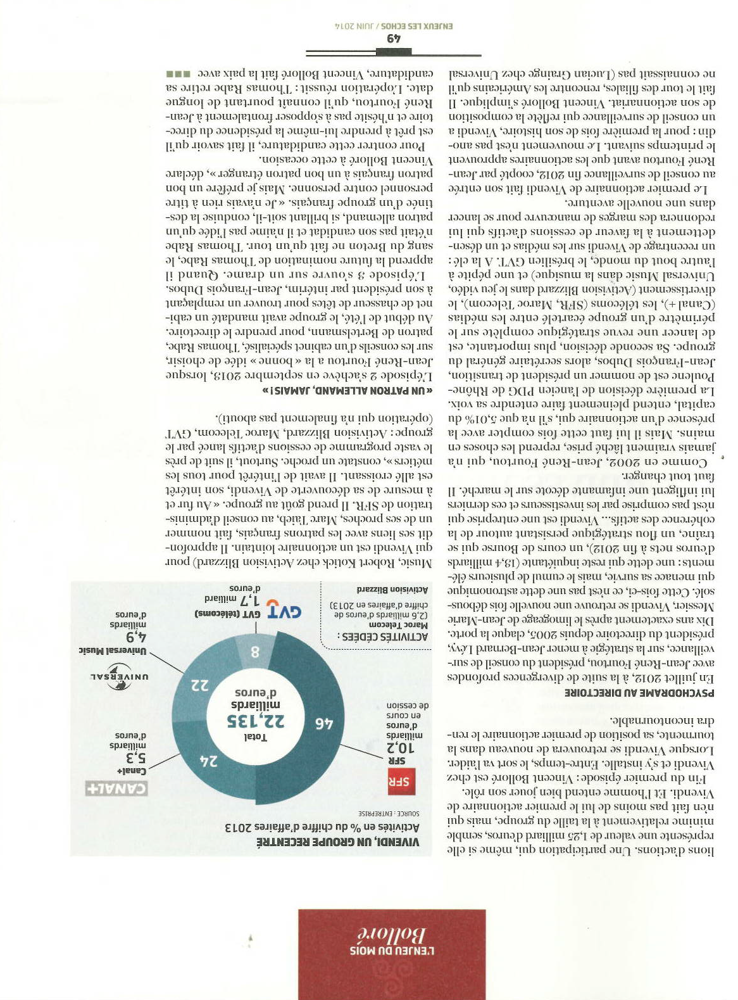 L'ENJEU DU MOIS
Bolloré
lions d'actions. Une participation qui, même si elle
représente une valeur de 1,25 milliard d'euros, semble
minime relativement à la taille du groupe, mais qui
n'en fait pas moins de lui le premier actionnaire de
Vivendi. Et l'homme entend bien jouer son rôle.
Fin du premier épisode : Vincent Bolloré est chez
Vivendi et s'y installe. Entre-temps, le sort va l'aider.
Lorsque Vivendi se retrouvera de nouveau dans la
tourmente, sa position de premier actionnaire le ren-
dra incontournable.
PSYCHODRAME AU DIRECTOIRE
En juillet 2012, à la suite de divergences profondes
avec Jean-René Fourtou, président du conseil de sur-
veillance, sur la stratégie à mener Jean-Bernard Lévy,
président du directoire depuis 2005, claque la porte.
Dix ans exactement après le limogeage de Jean-Marie
Messier, Vivendi se retrouve une nouvelle fois débous-
solé. Cette fois-ci, ce n'est pas une dette astronomique
qui menace sa survie, mais le cumul de plusieurs élé-
ments : une dette qui reste inquiétante (13,4 milliards
d'euros nets à fin 2012), un cours de Bourse qui se
traîne, un flou stratégique persistant autour de la
cohérence des actifs... Vivendi est une entreprise qui
n'est pas comprise par les investisseurs et ces derniers
lui infligent une infamante décote sur le marché. Il
faut tout changer.
Comme en 2002, Jean-René Fourtou, qui n'a
jamais vraiment lâché prise, reprend les choses en
mains. Mais il lui faut cette fois compter avec la
présence d'un actionnaire qui, s'il n'a que 5,01% du
capital, entend pleinement faire entendre sa voix.
La première décision de l'ancien PDG de Rhône-
Poulenc est de nommer un président de transition,
Jean-François Dubos, alors secrétaire général du
groupe. Sa seconde décision, plus importante, est
de lancer une revue stratégique complète sur le
périmètre d'un groupe écartelé entre les médias
(Canal +), les télécoms (SFR, Maroc Telecom), le
divertissement (Activision Blizzard dans le jeu vidéo,
Universal Music dans la musique) et une pépite à
l'autre bout du monde, le brésilien GVT. A la clé :
un recentrage de Vivendi sur les médias et un désen-
dettement à la faveur de cessions d'actifs qui lui
redonnera des marges de manœuvre pour se lancer
dans une nouvelle aventure.
Le premier actionnaire de Vivendi fait son entrée
au conseil de surveillance fin 2012, coopté par Jean-
René Fourtou avant que les actionnaires approuvent
le printemps suivant. Le mouvement n'est pas ano-
din : pour la première fois de son histoire, Vivendi a
un conseil de surveillance qui reflète la composition
de son actionnariat. Vincent Bolloré s'implique. Il
fait le tour des filiales, rencontre les Américains qu'il
ne connaissait pas (Lucian Grainge chez Universal
VIVENDI, UN GROUPE RECENTRÉ
Activités en % du chiffre d'affaires 2013
SOURCE : ENTREPRISE
SFR
SFR
10,2
milliards
d'euros
en cours
de cession
46
CANAL+
Canal+
5,3
milliards
d'euros
24
Total
22,135
milliards
d'euros
22
8
UNIVERSAL
Universal Music
4,9
milliards
d'euros
ACTIVITÉS CÉDÉES :
Maroc Telecom
(2,6 milliards d'euros de
chiffre d'affaires en 2013)
Activision Blizzard
GVT
GVT (télécoms)
1,7 milliard
d'euros
Music, Robert Kotick chez Activision Blizzard) pour
qui Vivendi est un actionnaire lointain. Il approfon-
dit ses liens avec les patrons français, fait nommer
un de ses proches, Marc Taieb, au conseil d'adminis-
tration de SFR. Il prend goût au groupe. « Au fur et
à mesure de sa découverte de Vivendi, son intérêt
est allé croissant. Il avait de l'intérêt pour tous les
métiers », constate un proche. Surtout, il suit de près
le vaste programme de cessions d'actifs lancé par le
groupe : Activision Blizzard, Maroc Telecom, GVT
(opération qui n'a finalement pas abouti).
« UN PATRON ALLEMAND, JAMAIS ! »
L'épisode 2 s'achève en septembre 2013, lorsque
Jean-René Fourtou a la « bonne » idée de choisir,
sur les conseils d'un cabinet spécialisé, Thomas Rabe,
patron de Bertelsmann, pour prendre le directoire.
Au début de l'été, le groupe avait mandaté un cabi-
net de chasseur de têtes pour trouver un remplaçant
à son président par intérim, Jean-François Dubos.
L'épisode 3 s'ouvre sur un drame. Quand il
apprend la future nomination de Thomas Rabe, le
sang du Breton ne fait qu'un tour. Thomas Rabe
n'était pas son candidat et il n'aime pas l'idée qu'un
patron allemand, si brillant soit-il, conduise la des-
tinée d'un groupe français. « Je n'avais rien à titre
personnel contre personne. Mais je préfère un bon
patron français à un bon patron étranger », déclare
Vincent Bolloré à cette occasion.
Pour contrer cette candidature, il fait savoir qu'il
est prêt à prendre lui-même la présidence du direc-
toire et n'hésite pas à s'opposer frontalement à Jean-
René Fourtou, qu'il connaît pourtant de longue
date. L'opération réussit : Thomas Rabe retire sa
candidature, Vincent Bolloré fait la paix avec ■■■
49
ENJEUX LES ECHOS / JUIN 2014